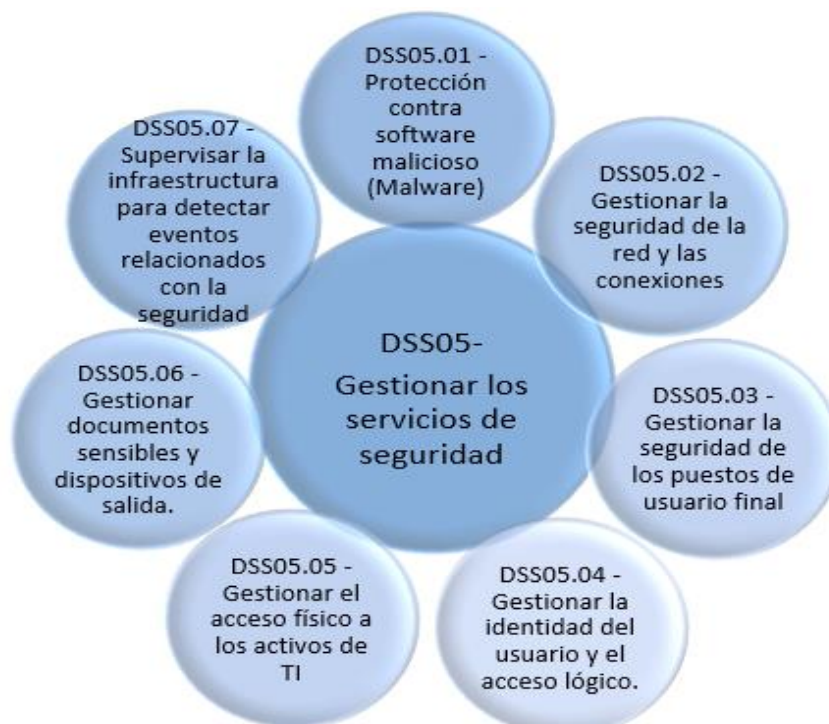 DSS05.01 -
Protección
contra
software
malicioso
(Malware)
DSS05.02 -
Gestionar la
seguridad de la
red y las
conexiones
DSS05.03 -
Gestionar la
seguridad de
los puestos de
usuario final
DSS05.04 -
Gestionar la
identidad del
usuario y el
acceso lógico.
DSS05.05 -
Gestionar el
acceso físico a
los activos de
TI
DSS05.06 -
Gestionar
documentos
sensibles y
dispositivos de
salida.
DSS05.07 -
Supervisar la
infraestructura
para detectar
eventos
relacionados
con la
seguridad
DSS05-
Gestionar los
servicios de
seguridad